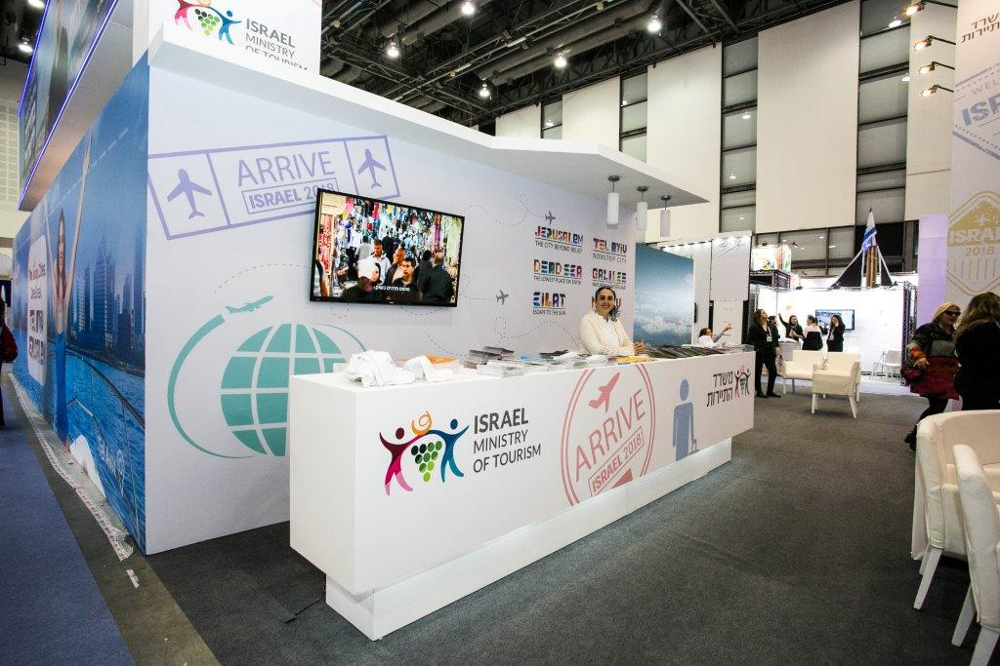 ISRAEL
MINISTRY
OF TOURISM
ARRIVE
ISRAEL 2018
JERUSALEM
THE CITY BEYOND BELIEF
TEL AVIV
NONSTOP CITY
DEAD SEA
THE LOWEST PLACE ON EARTH
GALILEE
EILAT
ESCAPE TO THE SUN
ISRAEL
MINISTRY
OF TOURISM
ARRIVE
ISRAEL 2018
משרד
התיירות
משרד
התיירות
ISRAEL
2018